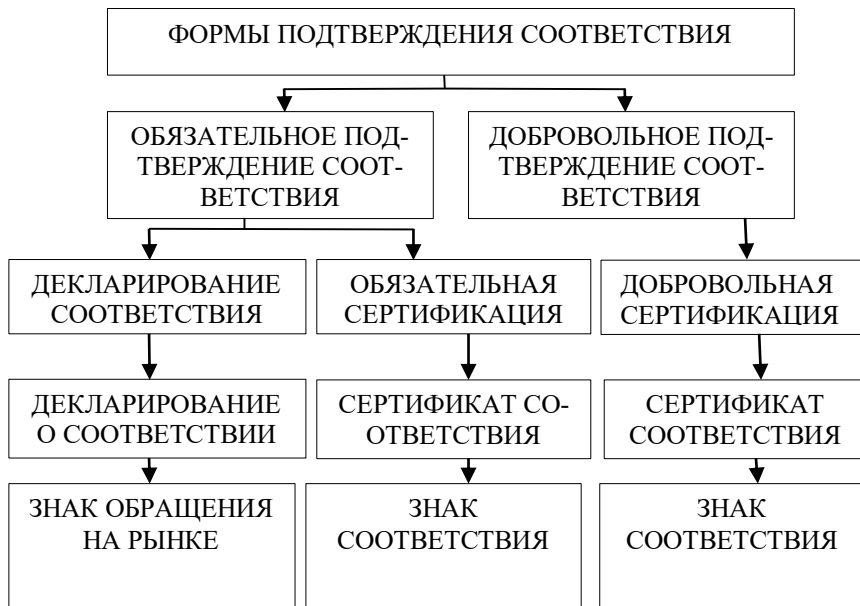 ФОРМЫ ПОДТВЕРЖДЕНИЯ СООТВЕТСТВИЯ
ОБЯЗАТЕЛЬНОЕ ПОД-
ТВЕРЖДЕНИЕ СООТ-
ВЕТСТВИЯ
ДОБРОВОЛЬНОЕ ПОД-
ТВЕРЖДЕНИЕ СООТ-
ВЕТСТВИЯ
ДЕКЛАРИРОВАНИЕ
СООТВЕТСТВИЯ
ОБЯЗАТЕЛЬНАЯ
СЕРТИФИКАЦИЯ
ДОБРОВОЛЬНАЯ
СЕРТИФИКАЦИЯ
ДЕКЛАРИРОВАНИЕ
О СООТВЕТСТВИИ
СЕРТИФИКАТ СО-
ОТВЕТСТВИЯ
СЕРТИФИКАТ
СООТВЕТСТВИЯ
ЗНАК ОБРАЩЕНИЯ
НА РЫНКЕ
ЗНАК
СООТВЕТСТВИЯ
ЗНАК
СООТВЕТСТВИЯ